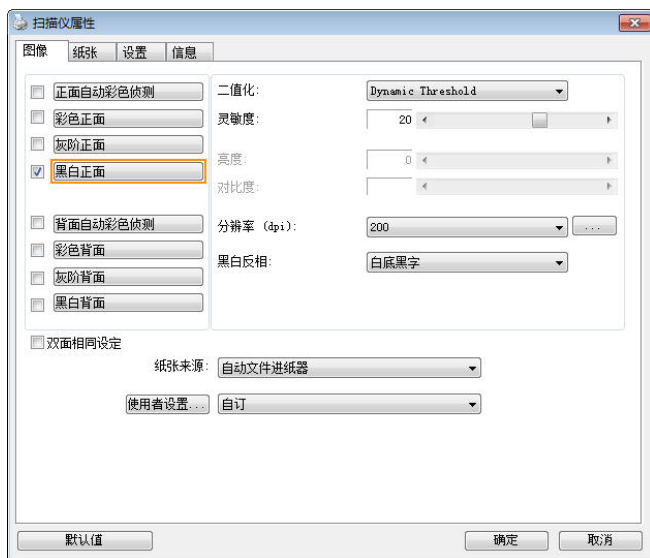 扫描仪属性
图像 纸张 设置 信息
正面自动彩色侦测
彩色正面
灰阶正面
黑白正面
背面自动彩色侦测
彩色背面
灰阶背面
黑白背面
二值化: Dynamic Threshold
灵敏度: 20
亮度: 0
对比度:
分辨率 (dpi): 200 ...
黑白反相: 白底黑字
双面相同设定
纸张来源: 自动文件进纸器
使用者设置... 自订
默认值 确定 取消